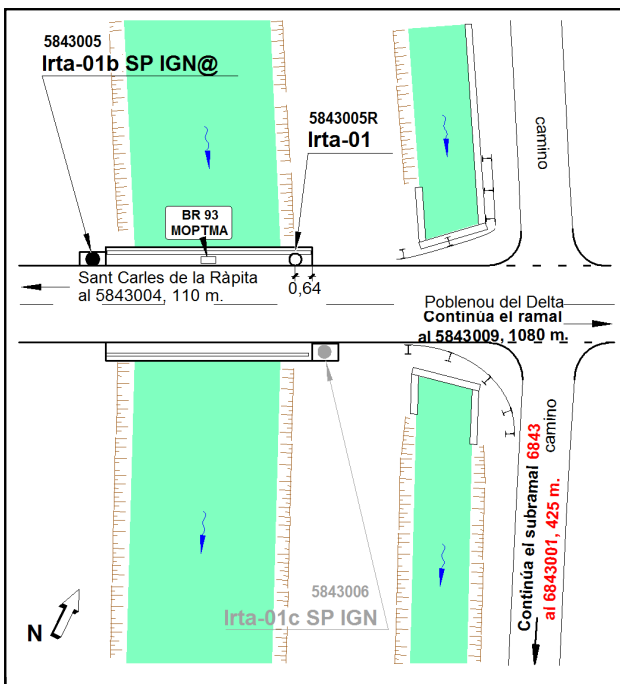 5843005
Irta-01b SP IGN@
5843005R
Irta-01
camino
BR 93
MOPTMA
Sant Carles de la Ràpita
al 5843004, 110 m.
0,64
Poblenou del Delta
Continúa el ramal
al 5843009, 1080 m.
camino
Continúa el subramal 6843
al 6843001, 425 m.
5843006
Irta-01c SP IGN
N